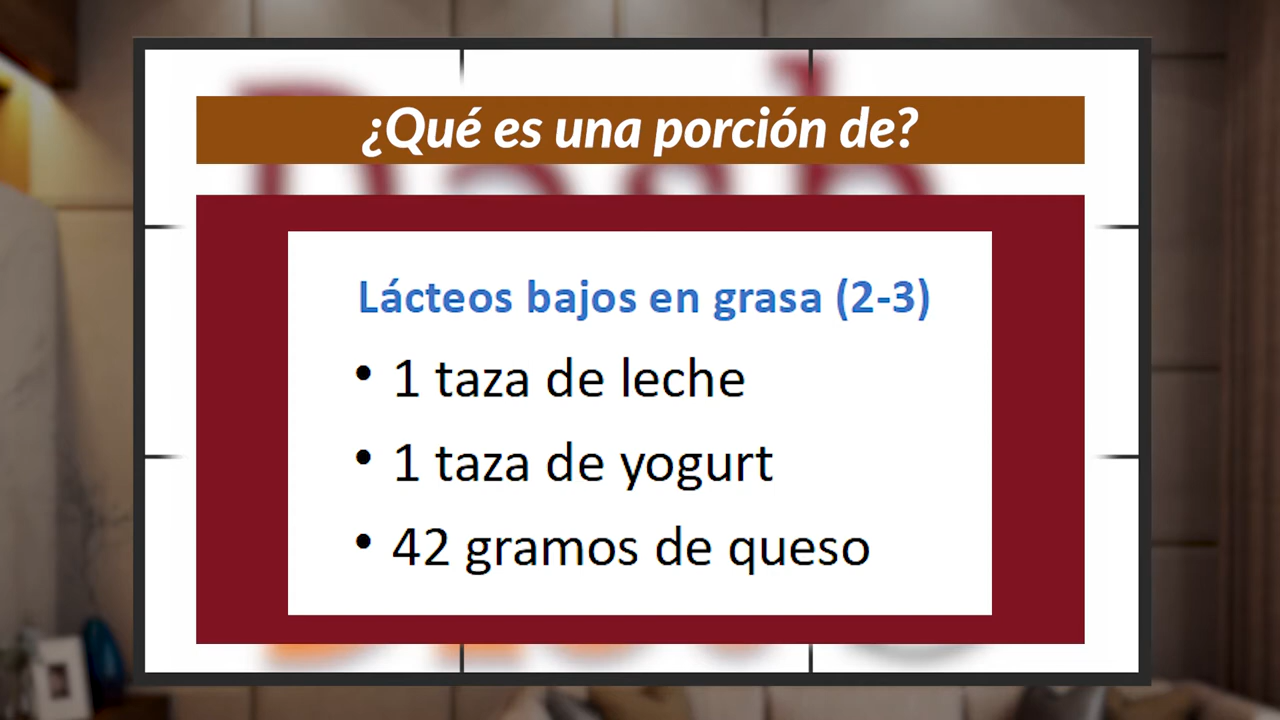 ¿Qué es una porción de?
Lácteos bajos en grasa (2-3)
• 1 taza de leche
• 1 taza de yogurt
• 42 gramos de queso